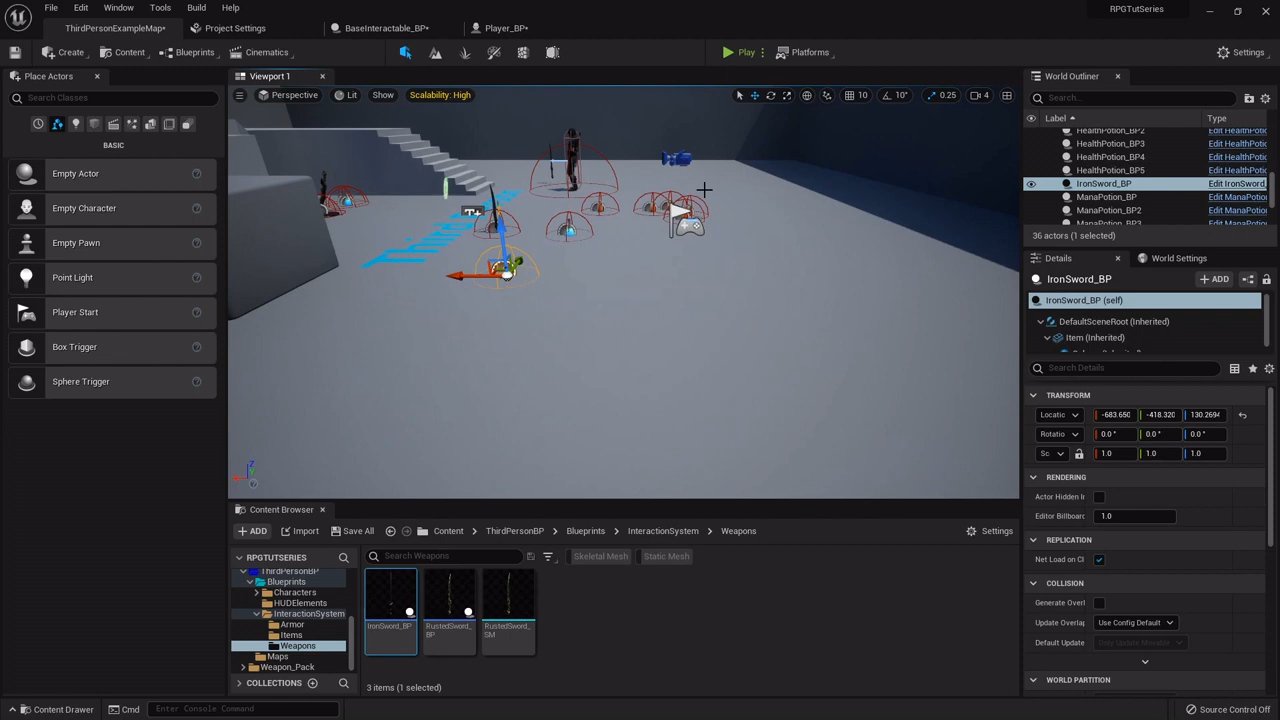 File Edit Window Tools Build Help
RPGTutSeries
ThirdPersonExampleMap* Project Settings BaseInteractable_BP* Player_BP*
Create Content Blueprints Cinematics Play Platforms Settings
Place Actors
Search Classes
BASIC
Empty Actor
Empty Character
Empty Pawn
Point Light
Player Start
Box Trigger
Sphere Trigger
Viewport 1
Perspective Lit Show Scalability: High 10 10° 0.25 4
World Outliner
Search...
Label Type
HealthPotion_BP2 Edit HealthPotio
HealthPotion_BP3 Edit HealthPotio
HealthPotion_BP4 Edit HealthPotio
HealthPotion_BP5 Edit HealthPotio
IronSword_BP Edit IronSword
ManaPotion_BP Edit ManaPotio
ManaPotion_BP2 Edit ManaPotio
36 actors (1 selected)
Details World Settings
IronSword_BP ADD
IronSword_BP (self)
DefaultSceneRoot (Inherited)
Item (Inherited)
Search Details
TRANSFORM
Locatic -683.650 -418.320 130.2694
Rotatio 0.0 ° 0.0 ° 0.0 °
Sc 1.0 1.0 1.0
RENDERING
Actor Hidden Ir
Editor Billboard 1.0
REPLICATION
Net Load on Cl
COLLISION
Generate Overl
Update Overlap Use Config Default
Default Update
WORLD PARTITION
Content Browser
ADD Import Save All Content ThirdPersonBP Blueprints InteractionSystem Weapons Settings
RPGTUTSERIES
ThirdPersonBP
Blueprints
Characters
HUDElements
InteractionSystem
Armor
Items
Weapons
Maps
Weapon_Pack
COLLECTIONS
Search Weapons Skeletal Mesh Static Mesh
IronSword_BP
RustedSword_
BP
RustedSword_
SM
3 items (1 selected)
Content Drawer Cmd Enter Console Command Source Control Off